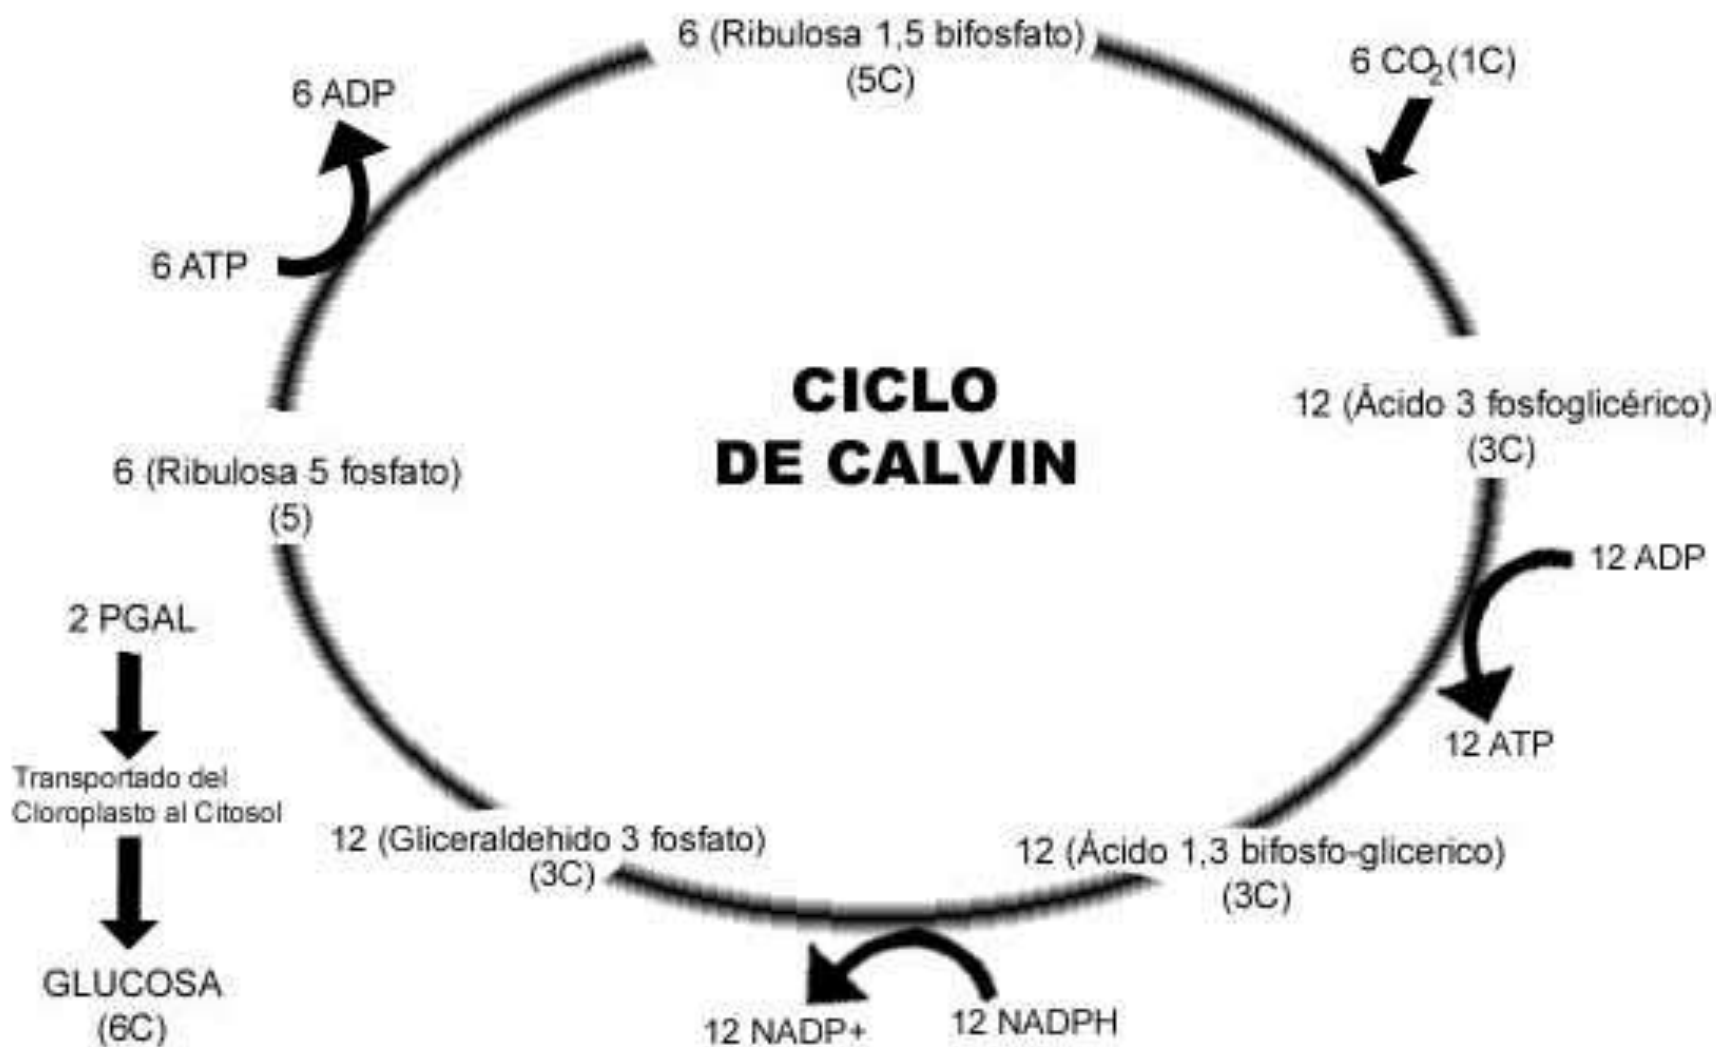 6 (Ribulosa 1,5 bifosfato)
(5C)
6 CO₂(1C)
6 ADP
6 ATP
CICLO
DE CALVIN
12 (Ácido 3 fosfoglicérico)
(3C)
6 (Ribulosa 5 fosfato)
(5)
12 ADP
12 ATP
2 PGAL
Transportado del
Cloroplasto al Citosol
GLUCOSA
(6C)
12 (Gliceraldehido 3 fosfato)
(3C)
12 (Ácido 1,3 bifosfo-glicerico)
(3C)
12 NADP+
12 NADPH